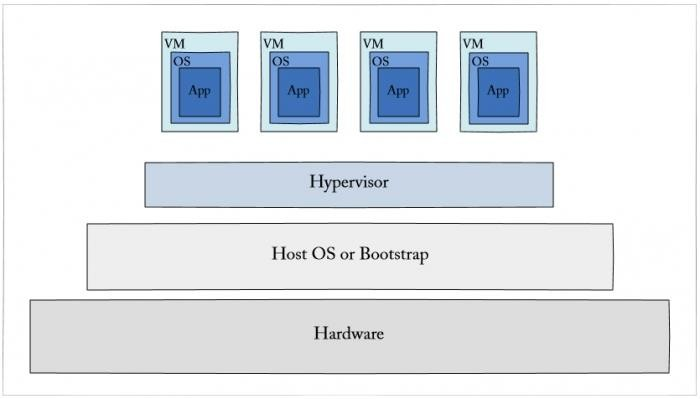 VM VM VM VM
OS OS OS OS
App App App App
Hypervisor
Host OS or Bootstrap
Hardware